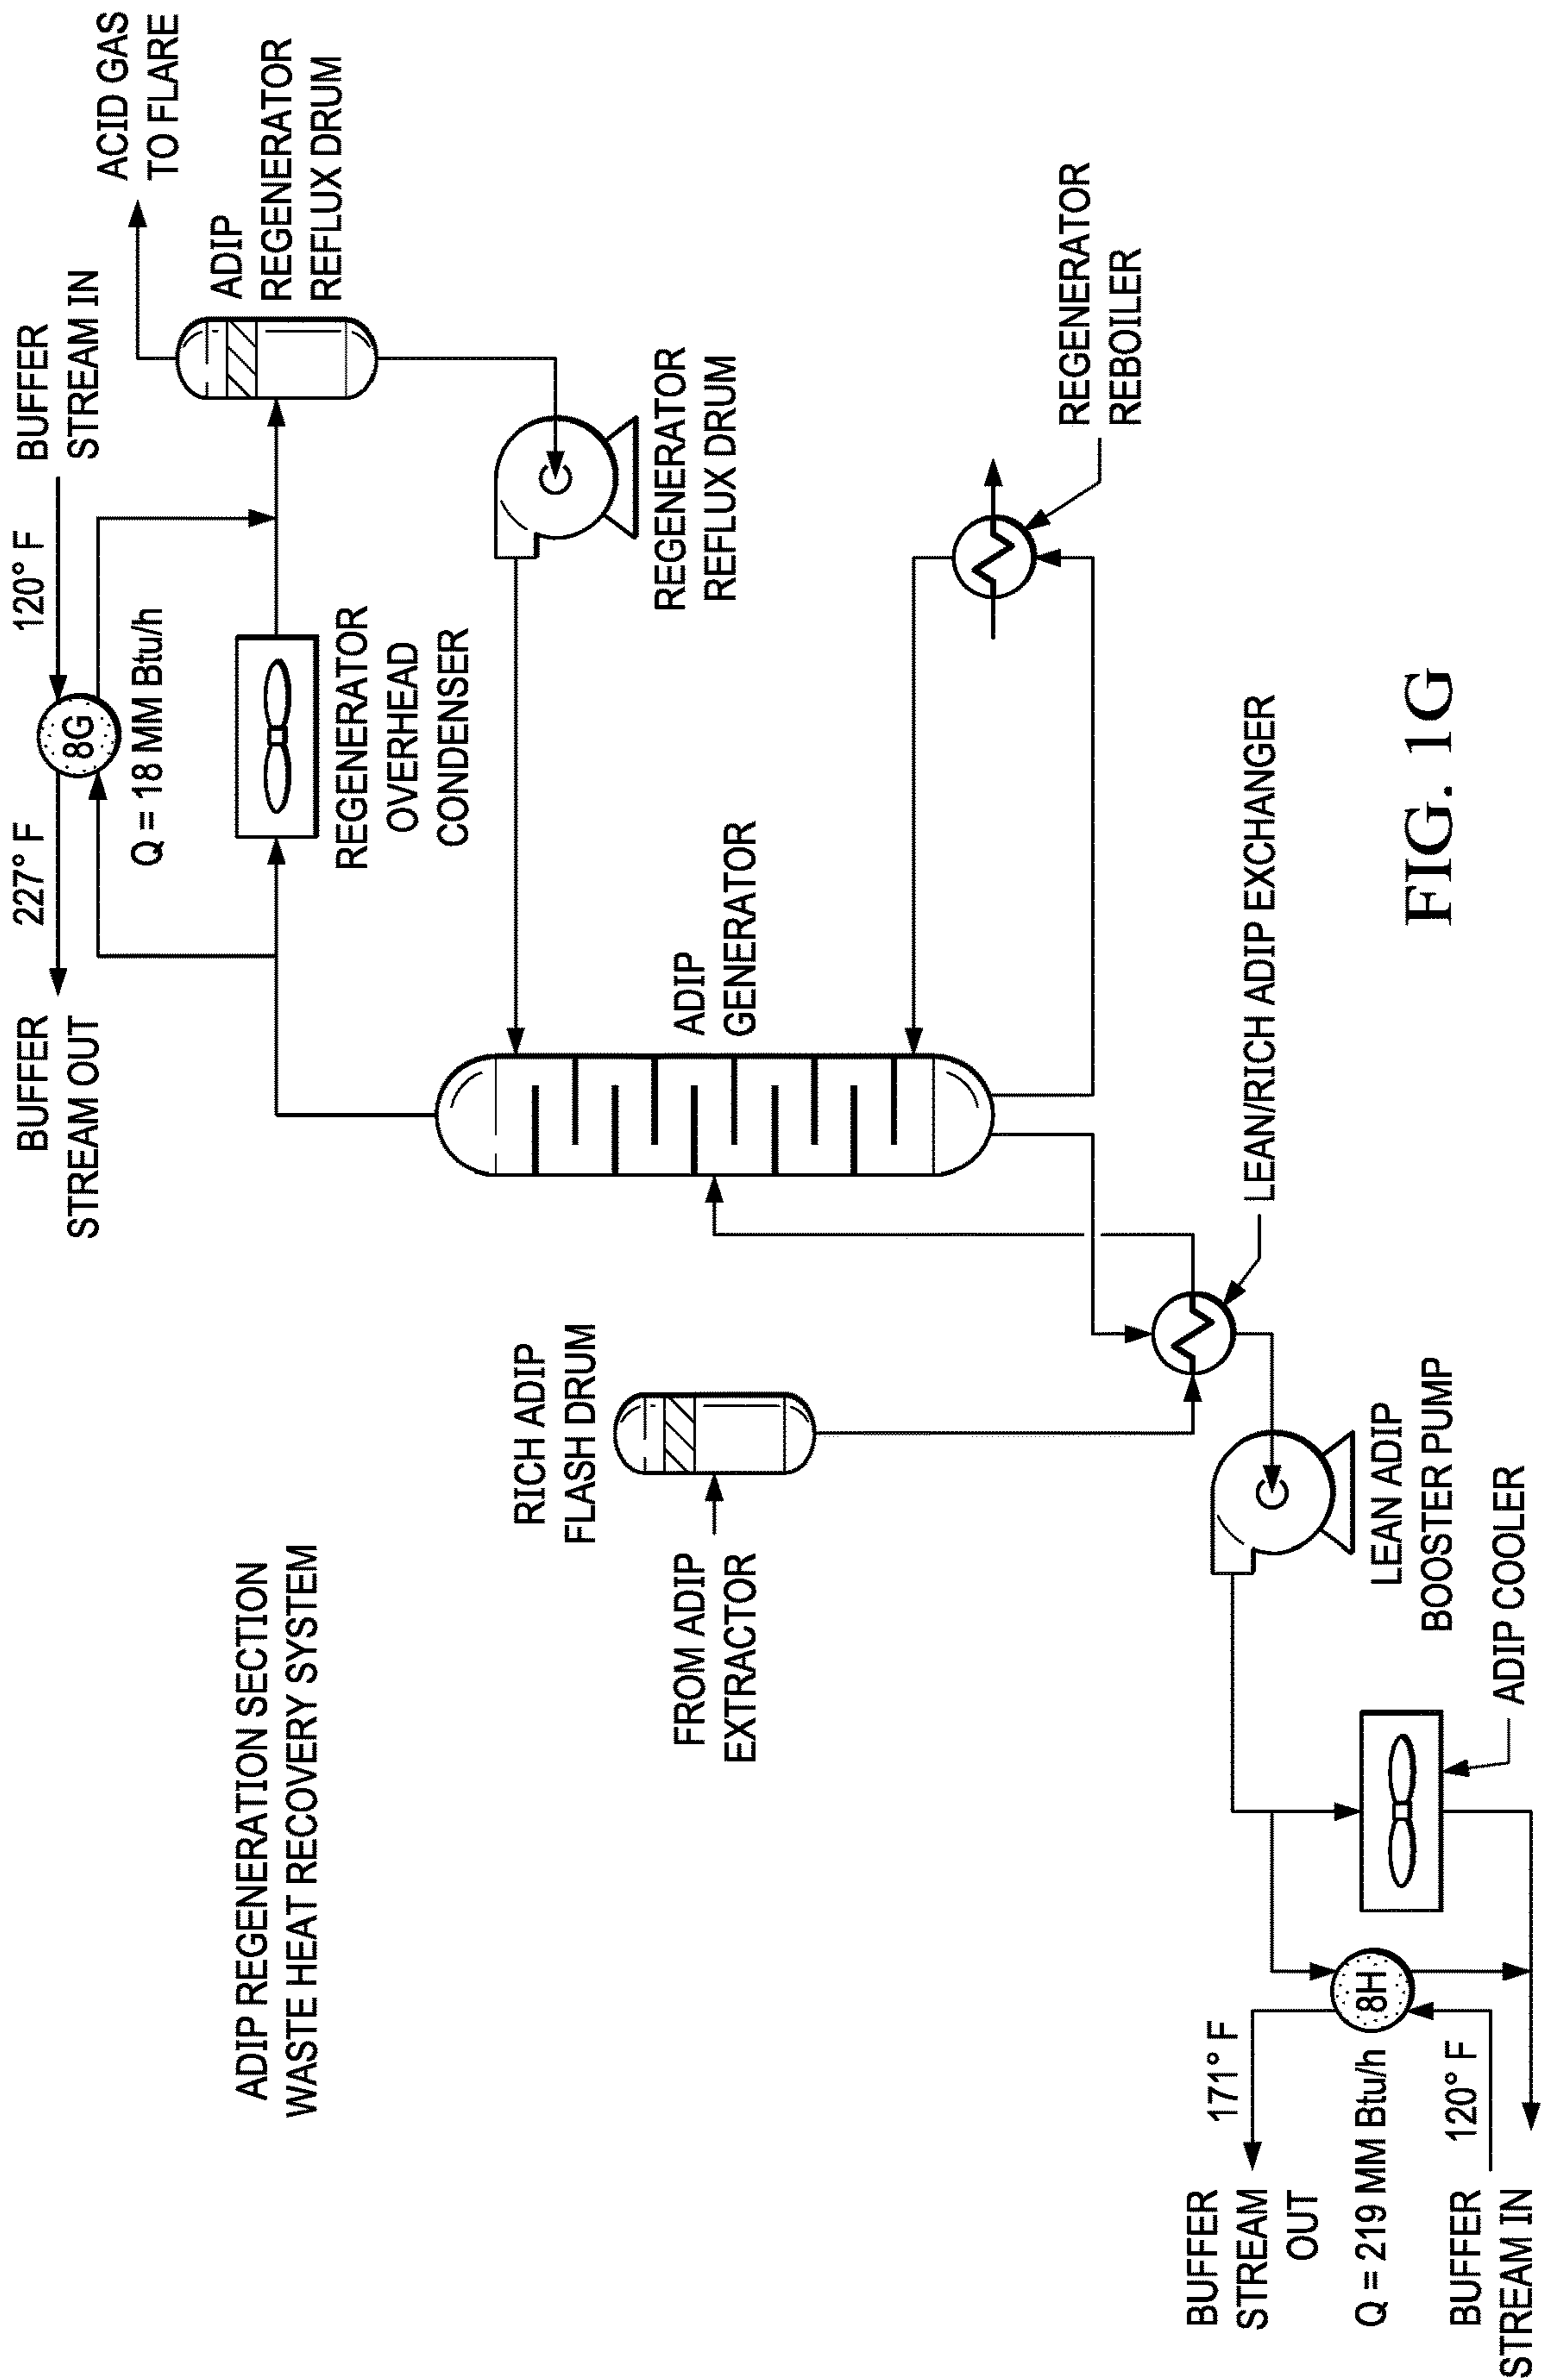 ADIP REGENERATION SECTION
WASTE HEAT RECOVERY SYSTEM
BUFFER
STREAM OUT
227° F
120° F
BUFFER
STREAM IN
8G
Q = 18 MM Btu/h
ACID GAS
TO FLARE
REGENERATOR
OVERHEAD
CONDENSER
ADIP
REGENERATOR
REFLUX DRUM
REGENERATOR
REFLUX DRUM
RICH ADIP
FLASH DRUM
FROM ADIP
EXTRACTOR
ADIP
GENERATOR
REGENERATOR
REBOILER
LEAN/RICH ADIP EXCHANGER
LEAN ADIP
BOOSTER PUMP
ADIP COOLER
BUFFER
STREAM
OUT
171° F
8H
Q = 219 MM Btu/h
120° F
BUFFER
STREAM IN
FIG. 1G